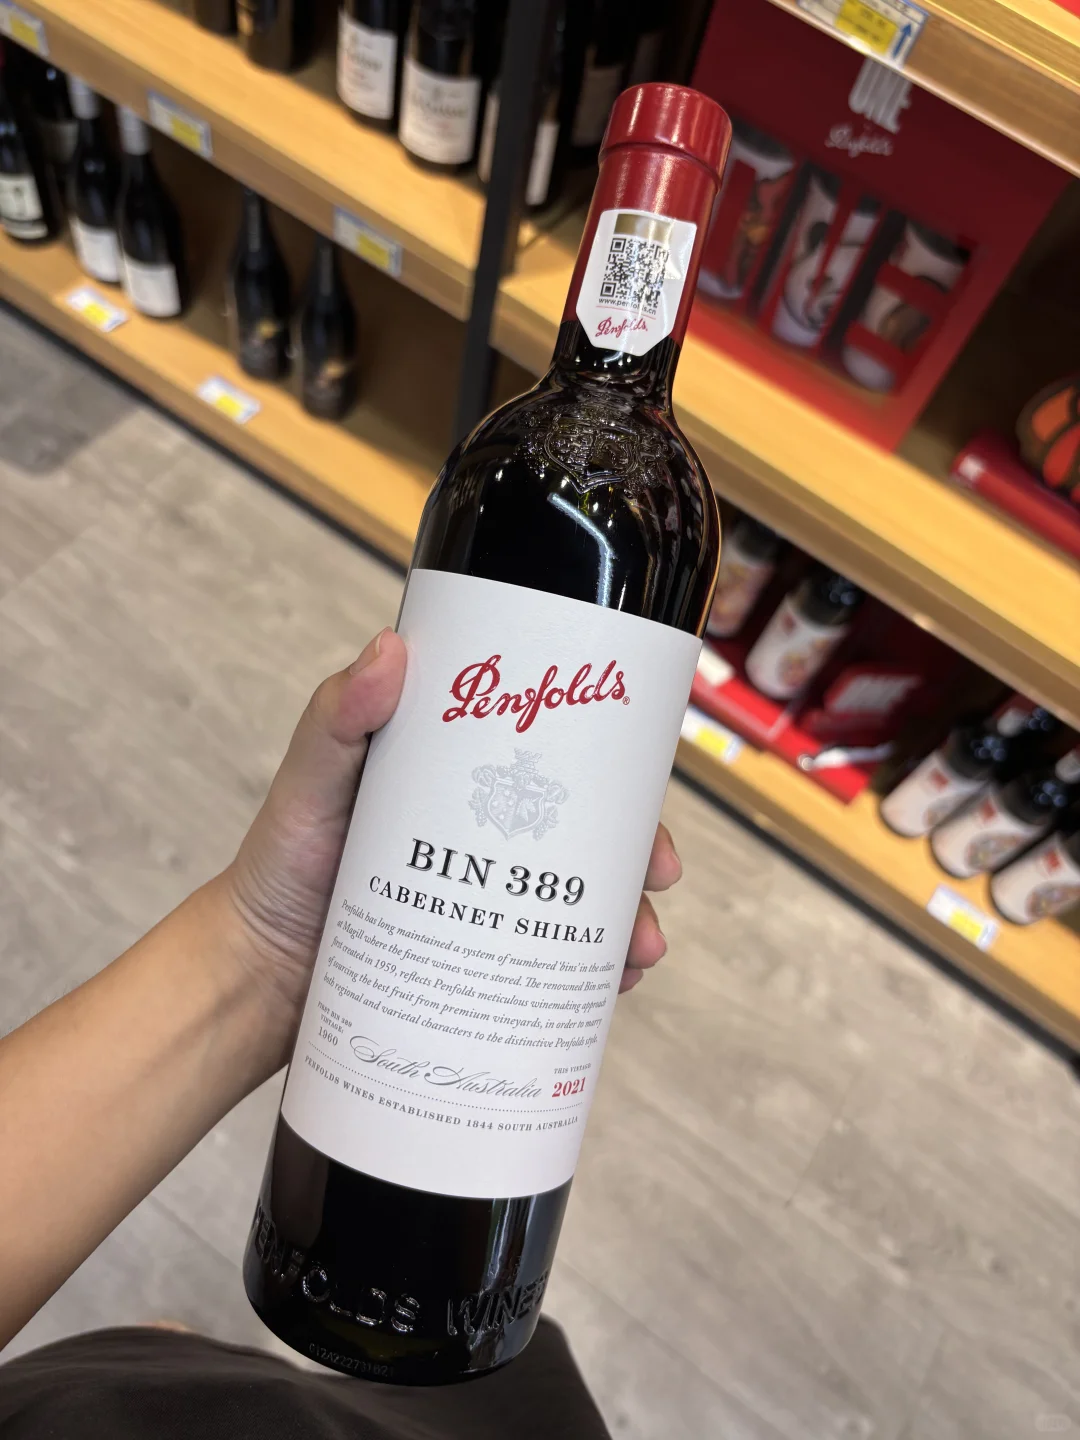 ONE
Penfolds
www.penfolds.cn
Penfolds
Penfolds®
BIN 389
CABERNET SHIRAZ
Penfolds has long maintained a system of numbered 'bins' in the cellars
at Magill where the finest wines were stored. The renowned Bin series,
first created in 1959, reflects Penfolds meticulous winemaking approach
of sourcing the best fruit from premium vineyards, in order to marry
both regional and varietal characters to the distinctive Penfolds style.
FIRST BIN 389
VINTAGE:
1960
South Australia
THIS VINTAGE:
2021
PENFOLDS WINES ESTABLISHED 1844 SOUTH AUSTRALIA
PENFOLDS WINES
ONE